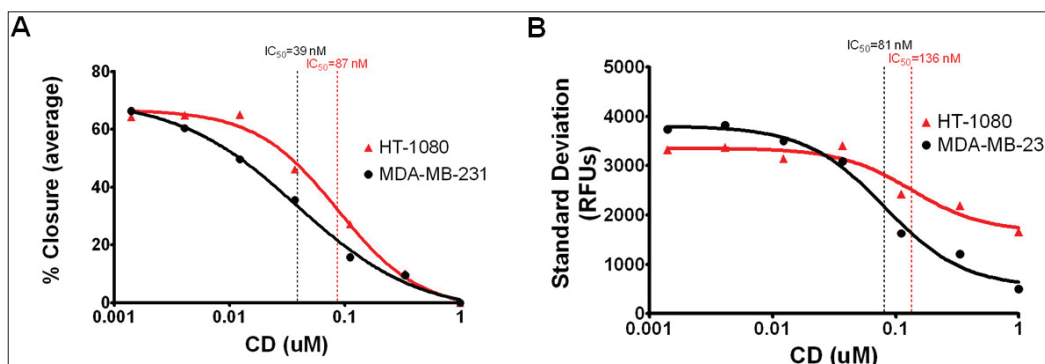 A
IC50=39 nM
IC50=87 nM
% Closure (average)
80
60
40
20
0
HT-1080
MDA-MB-231
0.001
0.01
0.1
1
CD (uM)
B
IC50=81 nM
IC50=136 nM
Standard Deviation
(RFUs)
5000
4000
3000
2000
1000
0
HT-1080
MDA-MB-23
0.001
0.01
0.1
1
CD (uM)